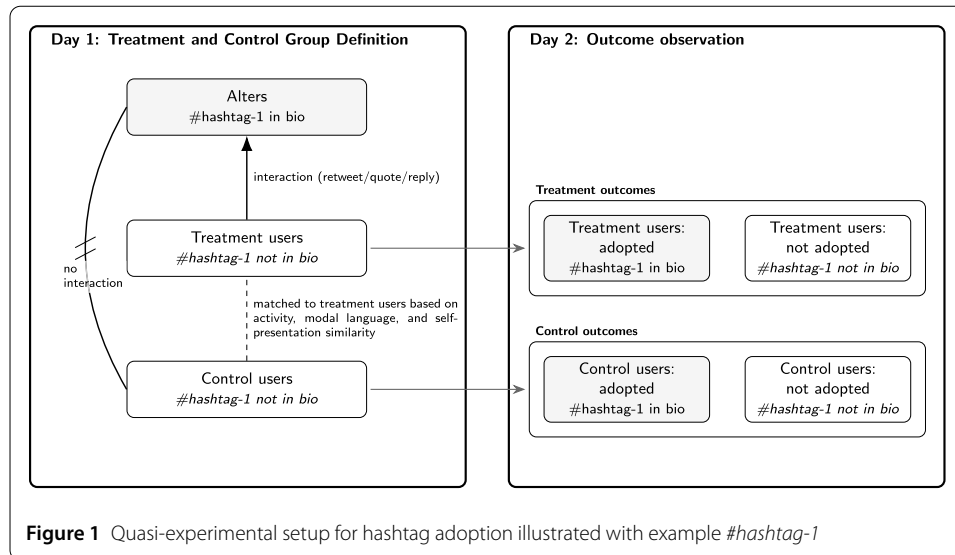 Day 1: Treatment and Control Group Definition
Alters
#hashtag-1 in bio
interaction (retweet/quote/reply)
Treatment users
#hashtag-1 not in bio
no
interaction
matched to treatment users based on
activity, modal language, and self-
presentation similarity
Control users
#hashtag-1 not in bio
Day 2: Outcome observation
Treatment outcomes
Treatment users:
adopted
#hashtag-1 in bio
Treatment users:
not adopted
#hashtag-1 not in bio
Control outcomes
Control users:
adopted
#hashtag-1 in bio
Control users:
not adopted
#hashtag-1 not in bio
Figure 1 Quasi-experimental setup for hashtag adoption illustrated with example #hashtag-1